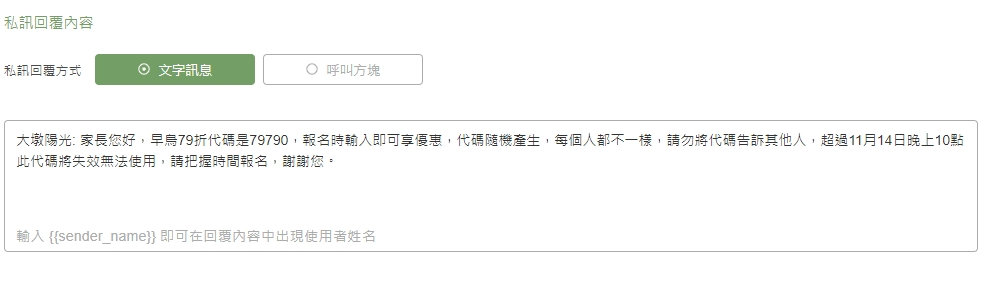 私訊回覆內容
私訊回覆方式 文字訊息 呼叫方塊
大墩陽光: 家長您好，早鳥79折代碼是79790，報名時輸入即可享優惠，代碼隨機產生，每個人都不一樣，請勿將代碼告訴其他人，超過11月14日晚上10點
此代碼將失效無法使用，請把握時間報名，謝謝您。
輸入 {{sender_name}} 即可在回覆內容中出現使用者姓名